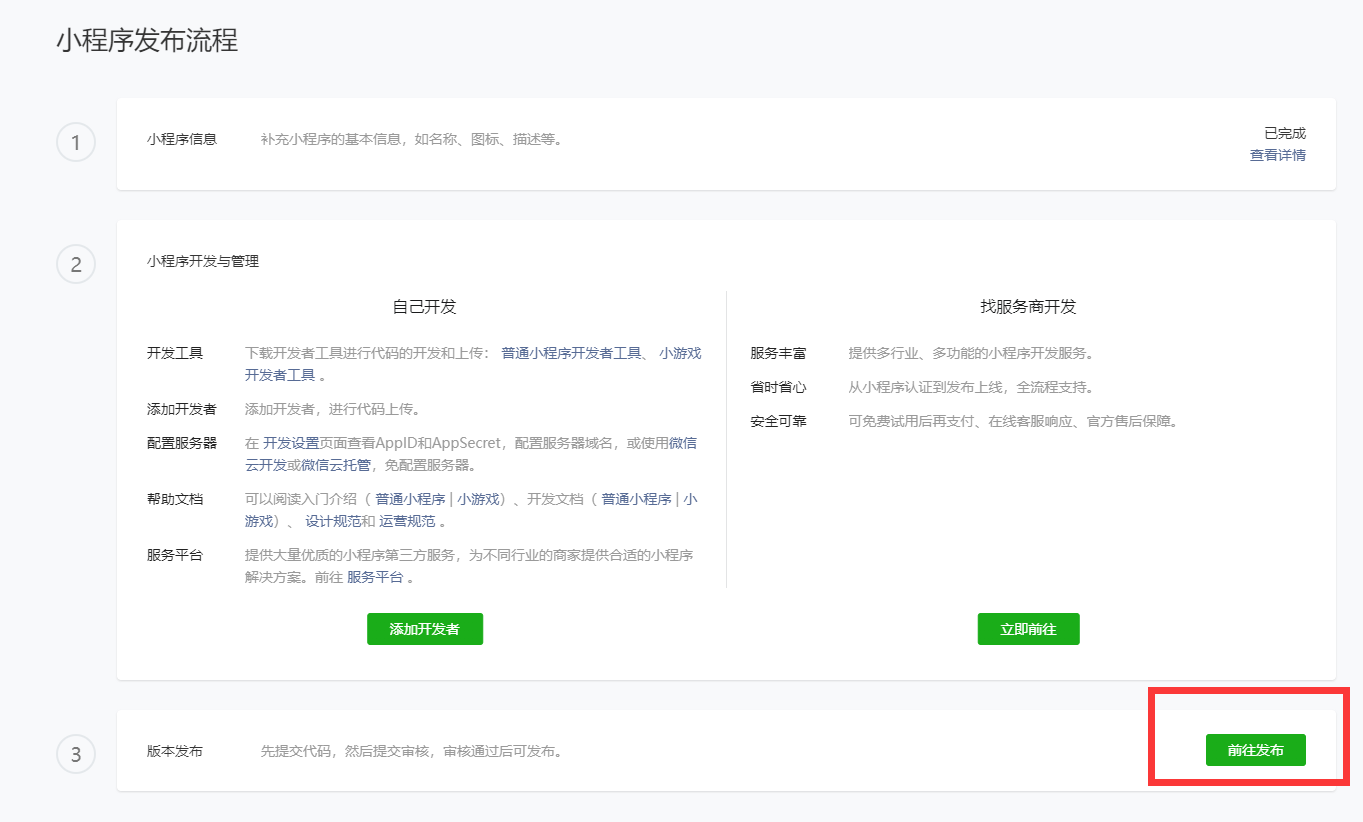 小程序发布流程
1
小程序信息
补充小程序的基本信息，如名称、图标、描述等。
已完成
查看详情
2
小程序开发与管理
自己开发
开发工具
下载开发者工具进行代码的开发和上传： 普通小程序开发者工具、 小游戏
开发者工具 。
添加开发者
添加开发者，进行代码上传。
配置服务器
在 开发设置页面查看AppID和AppSecret，配置服务器域名，或使用微信
云开发或微信云托管，免配置服务器。
帮助文档
可以阅读入门介绍（ 普通小程序 | 小游戏）、开发文档（ 普通小程序 | 小
游戏）、 设计规范和 运营规范 。
服务平台
提供大量优质的小程序第三方服务，为不同行业的商家提供合适的小程序
解决方案。前往 服务平台 。
添加开发者
找服务商开发
服务丰富
提供多行业、多功能的小程序开发服务。
省时省心
从小程序认证到发布上线，全流程支持。
安全可靠
可免费试用后再支付、在线客服响应、官方售后保障。
立即前往
3
版本发布
先提交代码，然后提交审核，审核通过后可发布。
前往发布